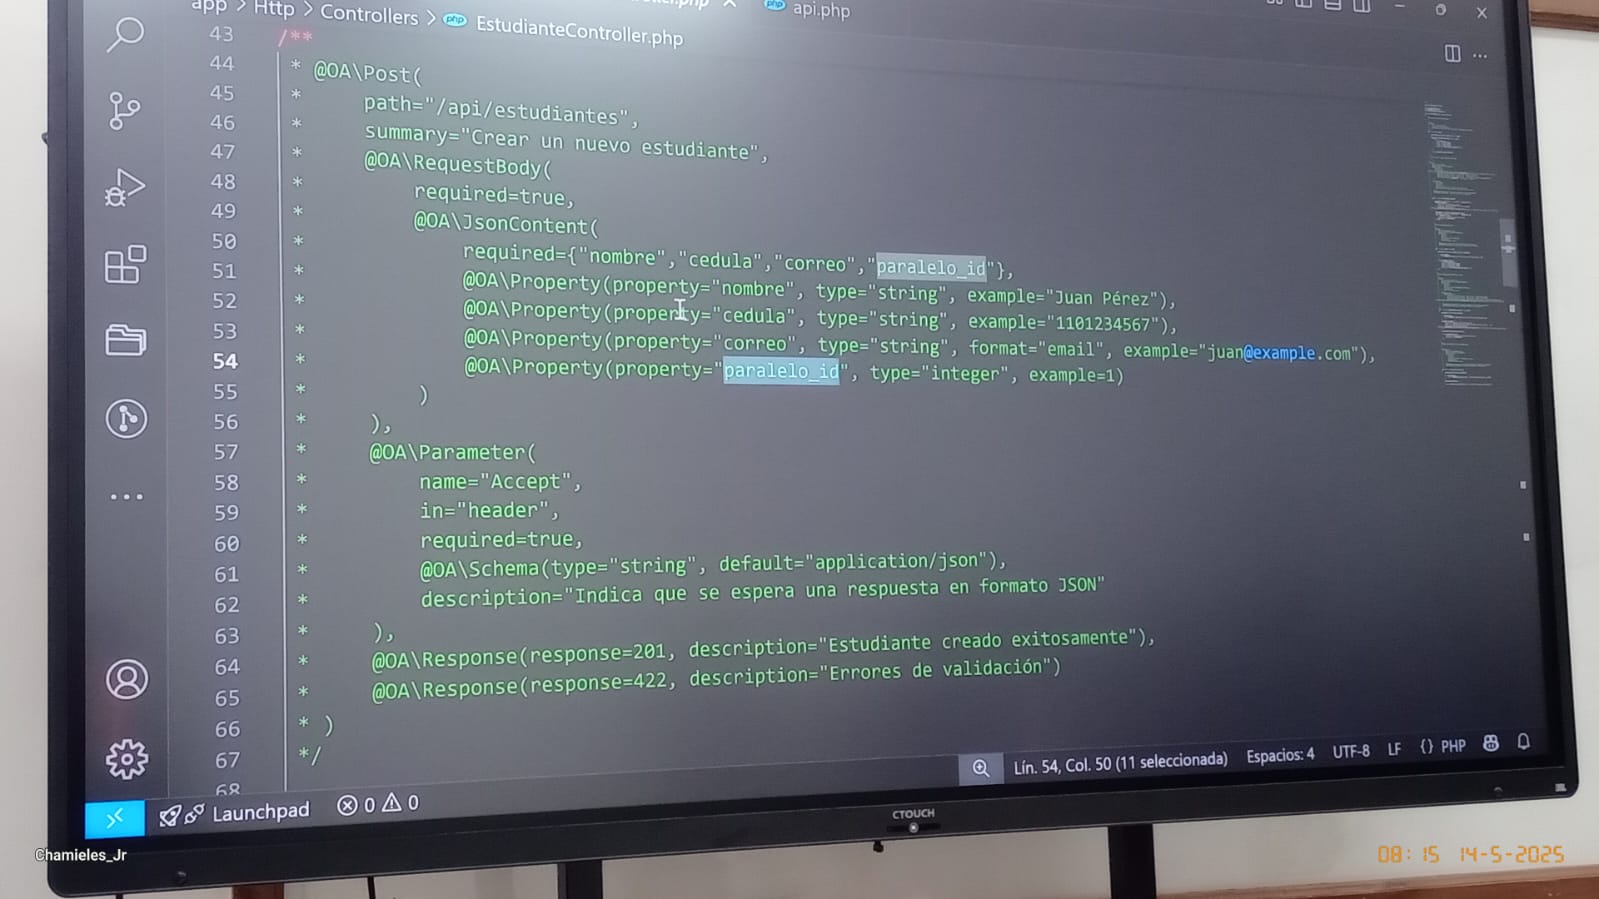 api.php
app > Http > Controllers > php EstudianteController.php
43 /**
44 * @OA\Post(
45 * path="/api/estudiantes",
46 * summary="Crear un nuevo estudiante",
47 * @OA\RequestBody(
48 * required=true,
49 * @OA\JsonContent(
50 * required={"nombre","cedula","correo","paralelo_id"},
51 * @OA\Property(property="nombre", type="string", example="Juan Pérez"),
52 * @OA\Property(property="cedula", type="string", example="1101234567"),
53 * @OA\Property(property="correo", type="string", format="email", example="juan@example.com"),
54 * @OA\Property(property="paralelo_id", type="integer", example=1)
55 * )
56 * ),
57 * @OA\Parameter(
58 * name="Accept",
59 * in="header",
60 * required=true,
61 * @OA\Schema(type="string", default="application/json"),
62 * description="Indica que se espera una respuesta en formato JSON"
63 * ),
64 * @OA\Response(response=201, description="Estudiante creado exitosamente"),
65 * @OA\Response(response=422, description="Errores de validación")
66 * )
67 */
68
Lín. 54, Col. 50 (11 seleccionada) Espacios: 4 UTF-8 LF {} PHP
Launchpad 0 0
CTOUCH
Chamieles_Jr
08:15 14-5-2025